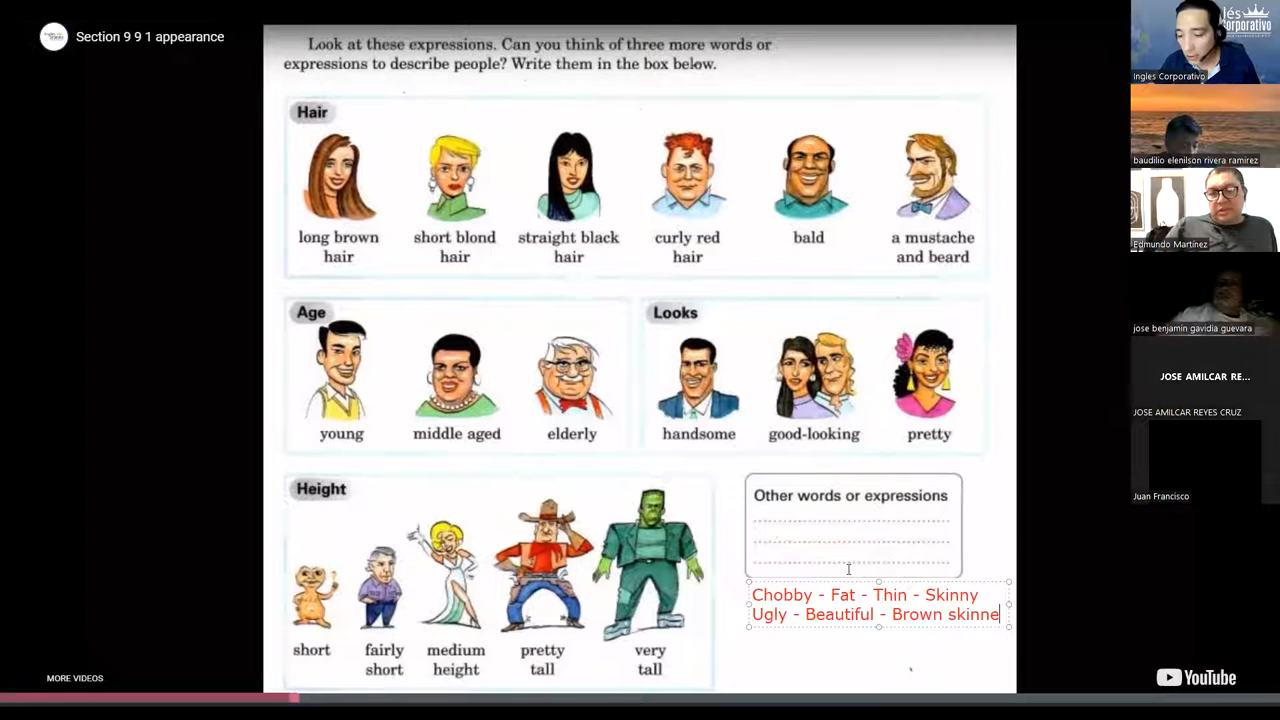 Section 9 9 1 appearance
Look at these expressions. Can you think of three more words or
expressions to describe people? Write them in the box below.
Hair
long brown
hair
short blond
hair
straight black
hair
curly red
hair
bald
a mustache
and beard
Age
young
middle aged
elderly
Looks
handsome
good-looking
pretty
Height
short
fairly
short
medium
height
pretty
tall
very
tall
Other words or expressions
Chobby - Fat - Thin - Skinny
Ugly - Beautiful - Brown skinne
MORE VIDEOS
YouTube
Ingles Corporativo
baudilio elenilson rivera ramirez
Edmundo Martínez
jose benjamin gavidia guevara
JOSE AMILCAR RE...
JOSE AMILCAR REYES CRUZ
Juan Francisco